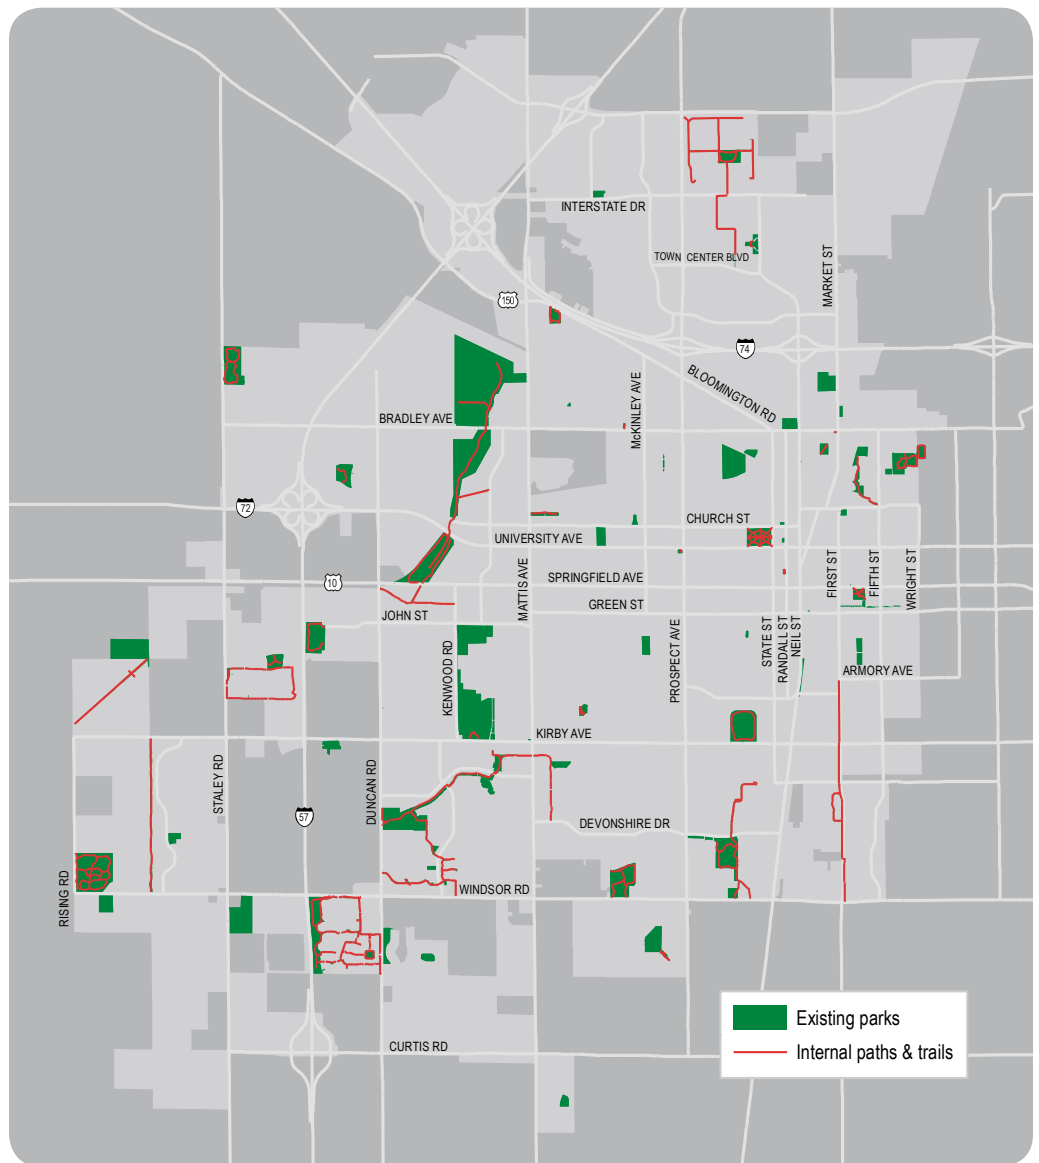 INTERSTATE DR
TOWN CENTER BLVD
MARKET ST
150
74
BLOOMINGTON RD
McKINLEY AVE
BRADLEY AVE
72
CHURCH ST
UNIVERSITY AVE
MATTIS AVE
SPRINGFIELD AVE
FIRST ST
FIFTH ST
WRIGHT ST
10
GREEN ST
JOHN ST
KENWOOD RD
PROSPECT AVE
STATE ST
RANDALL ST
NEIL ST
ARMORY AVE
KIRBY AVE
STALEY RD
DUNCAN RD
57
DEVONSHIRE DR
RISING RD
WINDSOR RD
Existing parks
Internal paths & trails
CURTIS RD